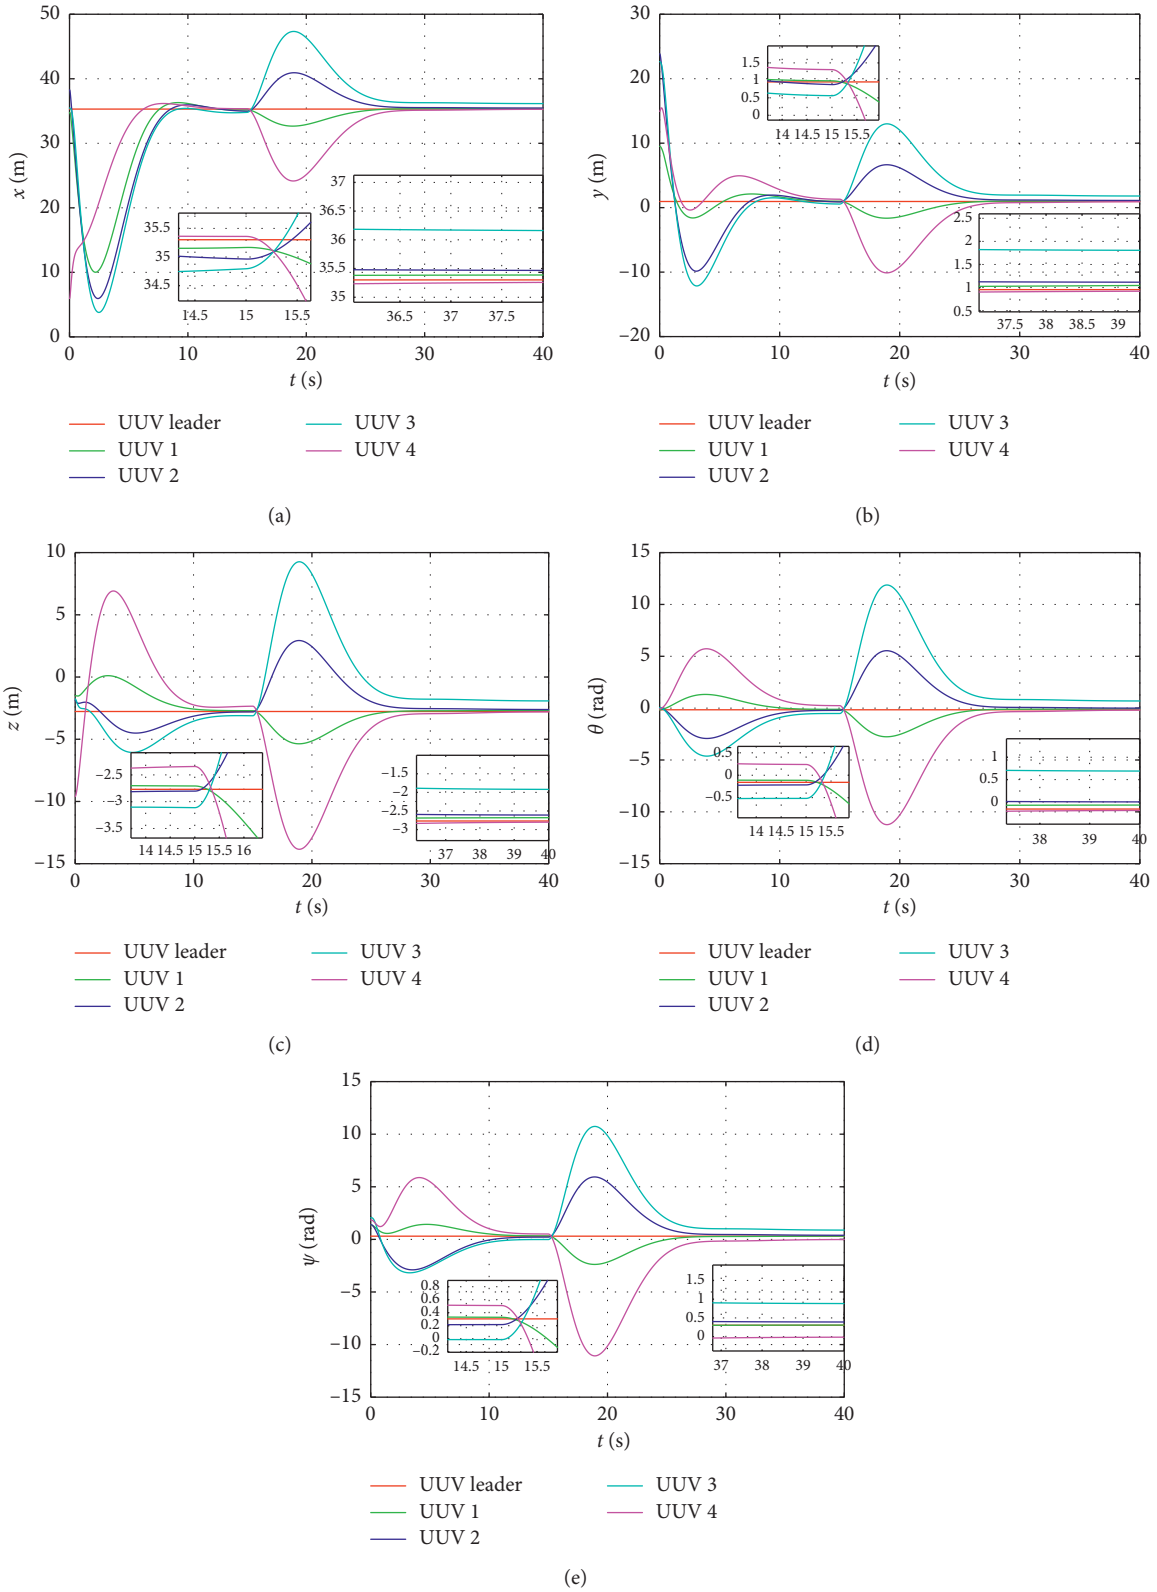 50
40
30
20
10
0
x (m)
37
36.5
36
35.5
35
36.5 37 37.5
35.5
35
34.5
14.5 15 15.5
0 10 20 30 40
t (s)
UUV leader
UUV 1
UUV 2
UUV 3
UUV 4
(a)
30
20
10
0
−10
−20
y (m)
1.5
1
0.5
0
14 14.5 15 15.5
2.5
2
1.5
1
0.5
37.5 38 38.5 39
0 10 20 30 40
t (s)
UUV leader
UUV 1
UUV 2
UUV 3
UUV 4
(b)
10
5
0
−5
−10
−15
z (m)
−2.5
−3
−3.5
14 14.5 15 15.5 16
−1.5
−2
−2.5
−3
37 38 39 40
0 10 20 30 40
t (s)
UUV leader
UUV 1
UUV 2
UUV 3
UUV 4
(c)
15
10
5
0
−5
−10
−15
θ (rad)
0.5
0
−0.5
14 14.5 15 15.5
1
0.5
0
38 39 40
0 10 20 30 40
t (s)
UUV leader
UUV 1
UUV 2
UUV 3
UUV 4
(d)
15
10
5
0
−5
−10
−15
ψ (rad)
0.8
0.6
0.4
0.2
0
−0.2
14.5 15 15.5
1.5
1
0.5
0
37 38 39 40
0 10 20 30 40
t (s)
UUV leader
UUV 1
UUV 2
UUV 3
UUV 4
(e)